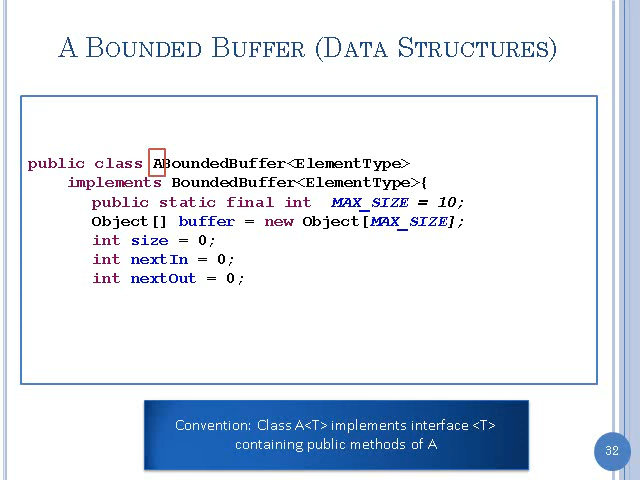 A BOUNDED BUFFER (DATA STRUCTURES)
public class ABoundedBuffer<ElementType>
implements BoundedBuffer<ElementType>{
public static final int MAX_SIZE = 10;
Object[] buffer = new Object[MAX_SIZE];
int size = 0;
int nextIn = 0;
int nextOut = 0;
Convention: Class A<T> implements interface <T>
containing public methods of A
32